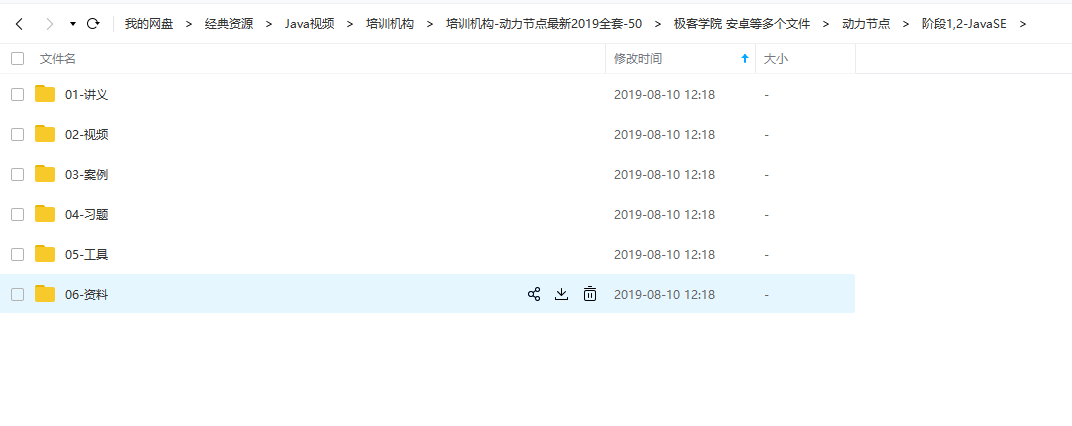 我的网盘 > 经典资源 > Java视频 > 培训机构 > 培训机构-动力节点最新2019全套-50 > 极客学院 安卓等多个文件 > 动力节点 > 阶段1,2-JavaSE >
文件名 修改时间 大小
01-讲义 2019-08-10 12:18 -
02-视频 2019-08-10 12:18 -
03-案例 2019-08-10 12:18 -
04-习题 2019-08-10 12:18 -
05-工具 2019-08-10 12:18 -
06-资料 2019-08-10 12:18 -